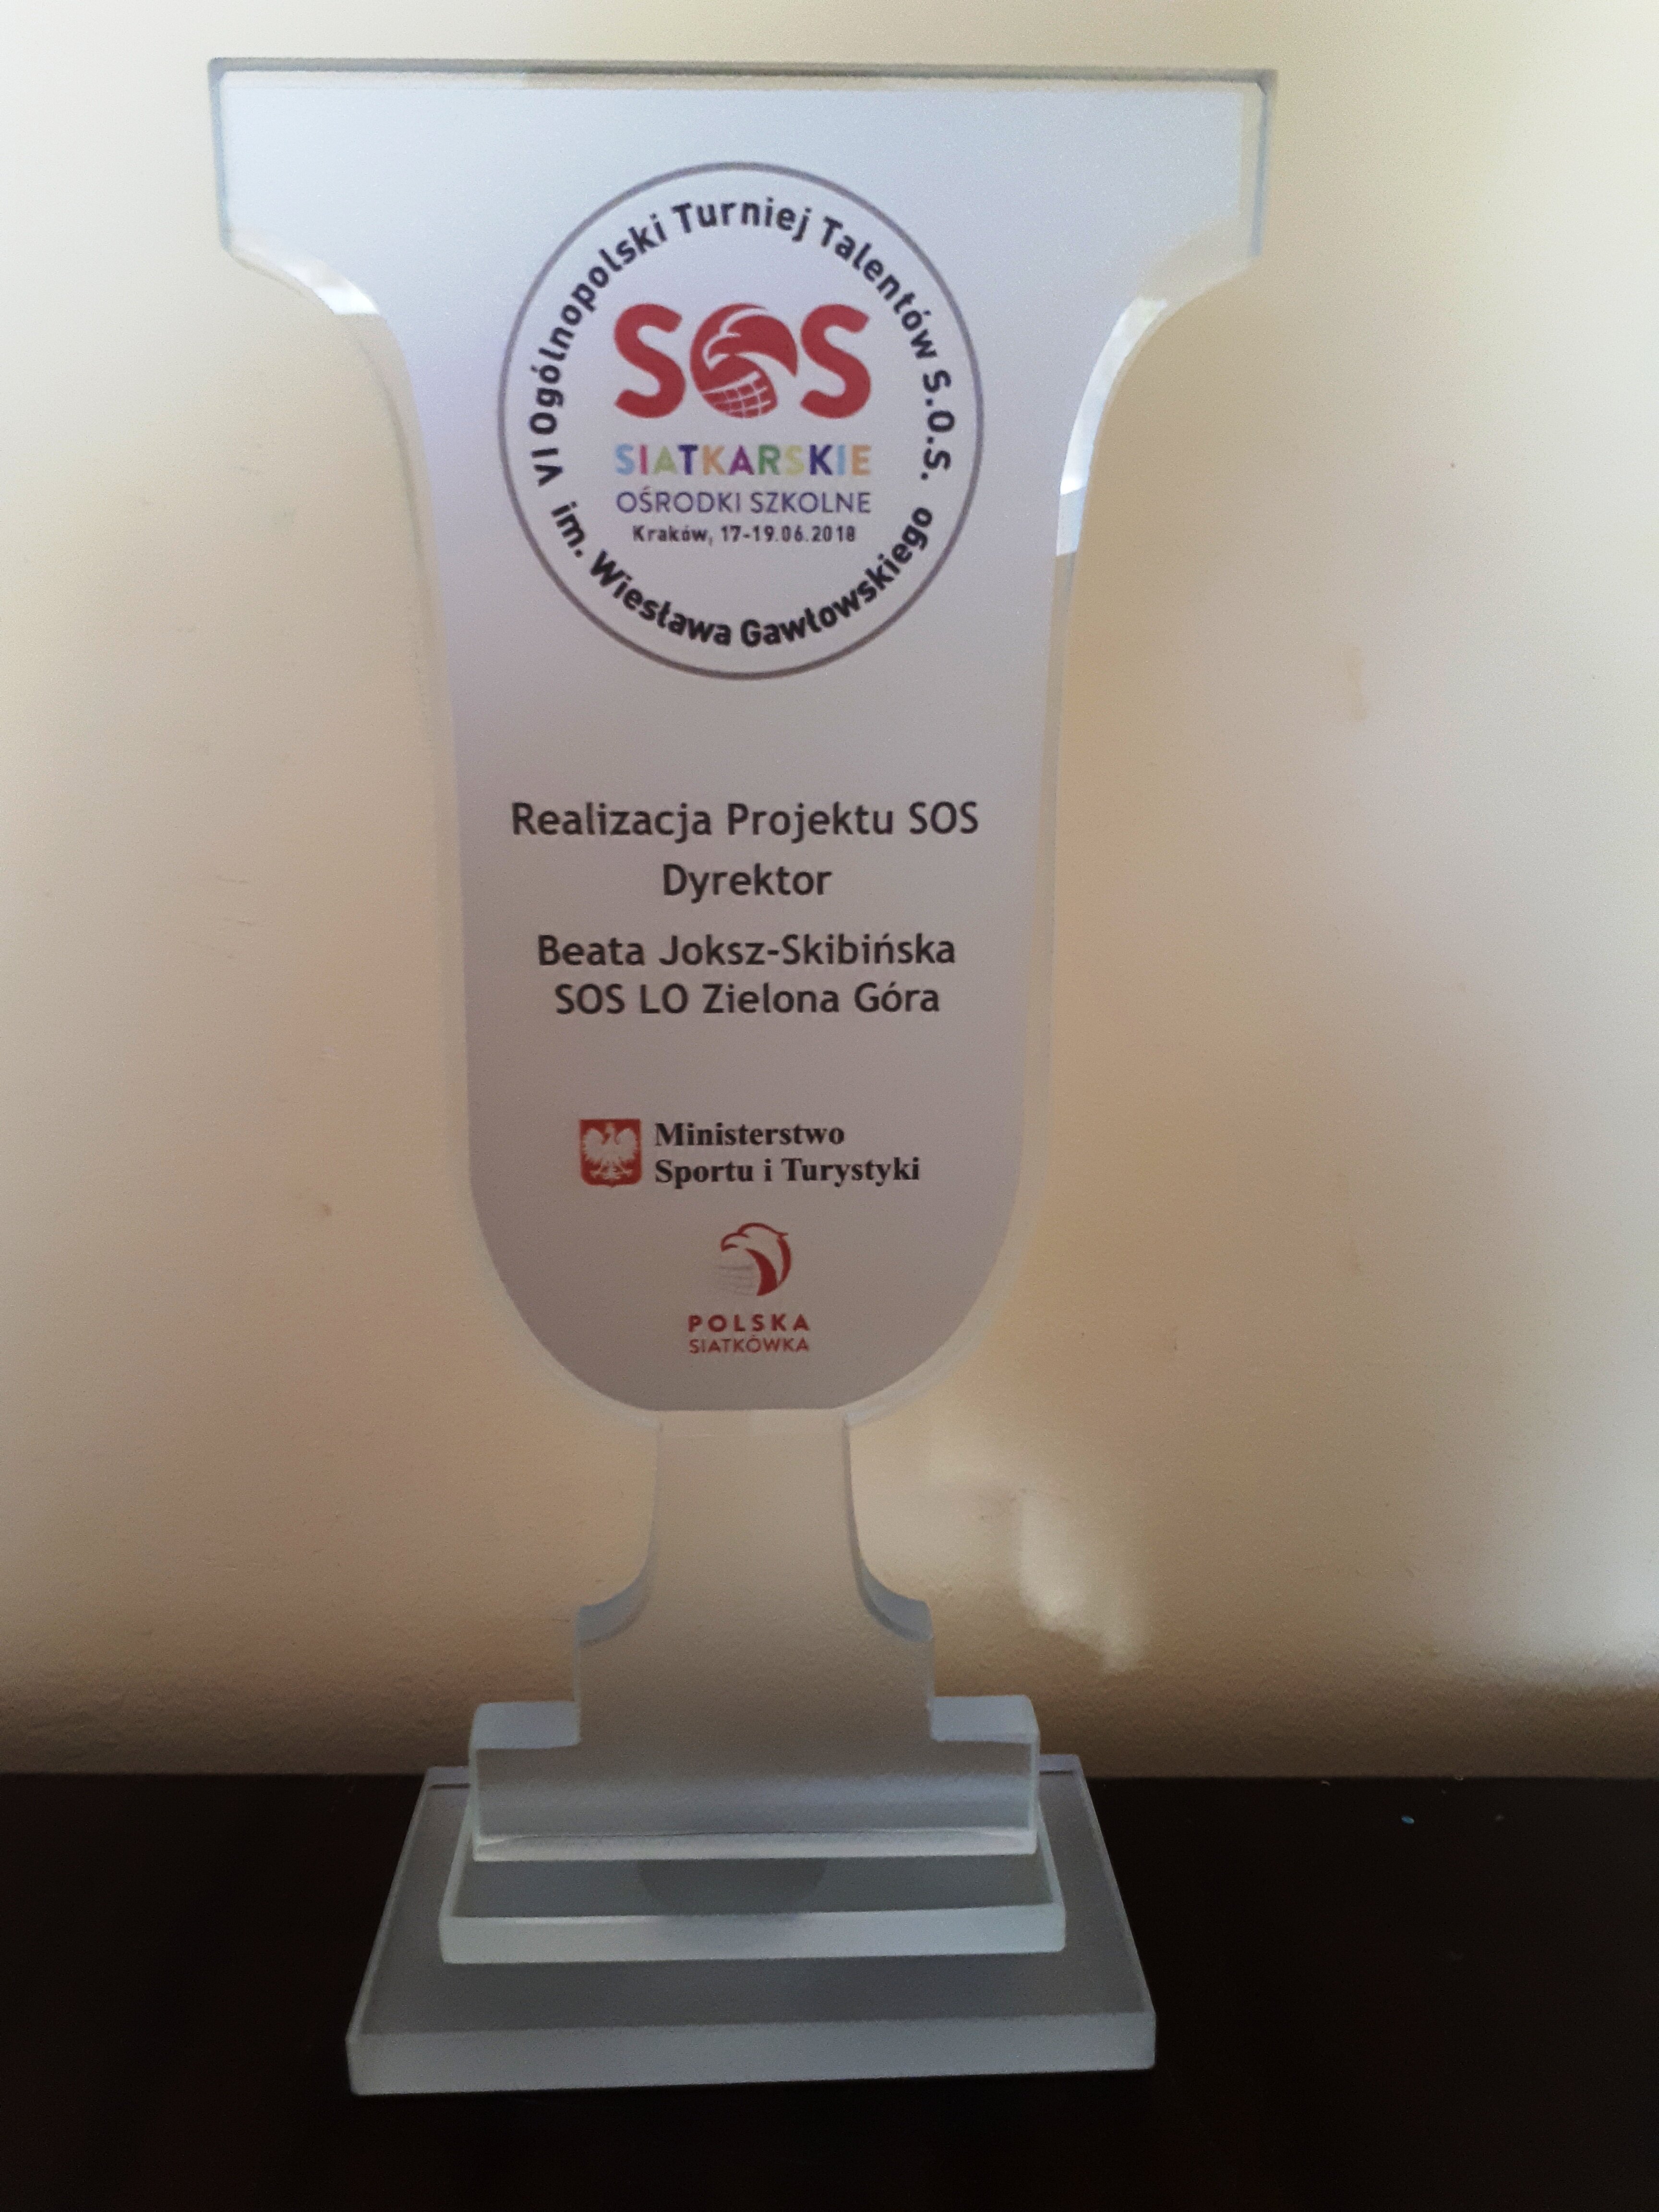 VI Ogólnopolski Turniej Talentów S.O.S.
im. Wiesława Gawłowskiego
SOS
SIATKARSKIE
OŚRODKI SZKOLNE
Kraków, 17-19.06.2018
Realizacja Projektu SOS
Dyrektor
Beata Joksz-Skibińska
SOS LO Zielona Góra
Ministerstwo
Sportu i Turystyki
POLSKA
SIATKÓWKA